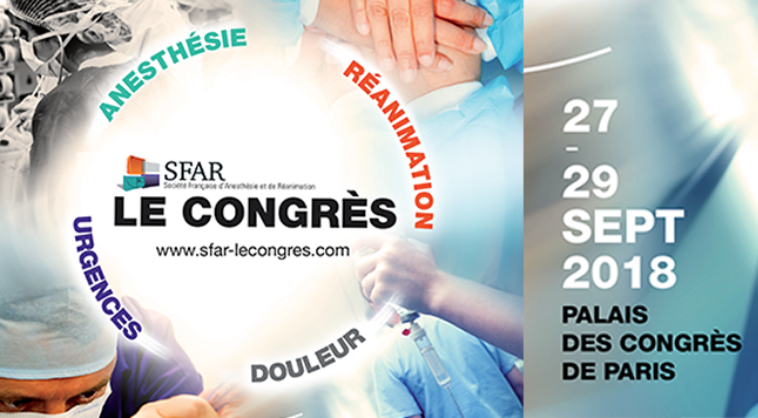 ANESTHÉSIE
RÉANIMATION
SFAR
Société Française d'Anesthésie et de Réanimation
LE CONGRÈS
www.sfar-lecongres.com
URGENCES
DOULEUR
27
-
29
SEPT
2018
PALAIS
DES CONGRÈS
DE PARIS